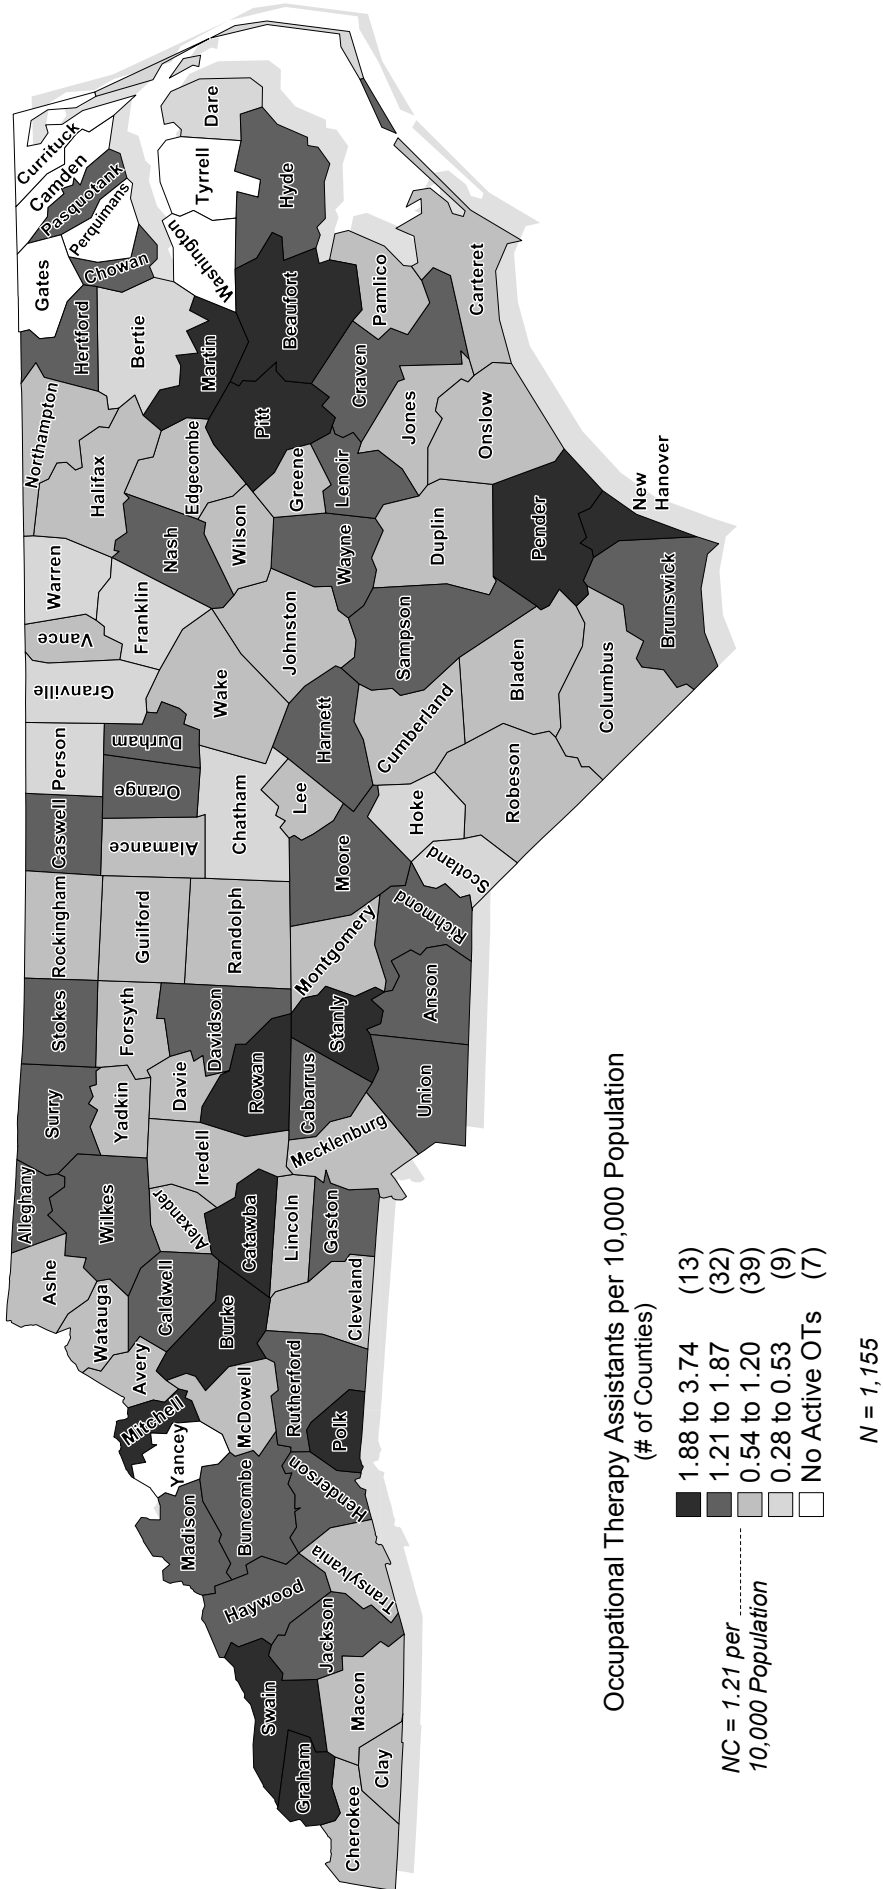 Cherokee
Graham
Clay
Swain
Macon
Jackson
Haywood
Transylvania
Madison
Buncombe
Henderson
Yancey
Mitchell
McDowell
Rutherford
Polk
Avery
Watauga
Ashe
Caldwell
Burke
Cleveland
Alleghany
Wilkes
Alexander
Catawba
Lincoln
Gaston
Surry
Yadkin
Iredell
Mecklenburg
Stokes
Forsyth
Davie
Davidson
Rowan
Cabarrus
Stanly
Union
Anson
Rockingham
Guilford
Randolph
Montgomery
Richmond
Caswell
Alamance
Chatham
Moore
Scotland
Person
Orange
Durham
Lee
Hoke
Harnett
Cumberland
Robeson
Granville
Vance
Wake
Warren
Franklin
Johnston
Sampson
Bladen
Columbus
Brunswick
Northampton
Halifax
Nash
Edgecombe
Wilson
Wayne
Greene
Lenoir
Duplin
Pender
New
Hanover
Hertford
Gates
Bertie
Martin
Pitt
Beaufort
Craven
Pamlico
Jones
Onslow
Carteret
Currituck
Camden
Pasquotank
Perquimans
Chowan
Washington
Tyrrell
Dare
Hyde
Occupational Therapy Assistants per 10,000 Population
(# of Counties)
1.88 to 3.74 (13)
1.21 to 1.87 (32)
0.54 to 1.20 (39)
0.28 to 0.53 (9)
No Active OTs (7)
NC = 1.21 per
10,000 Population
N = 1,155